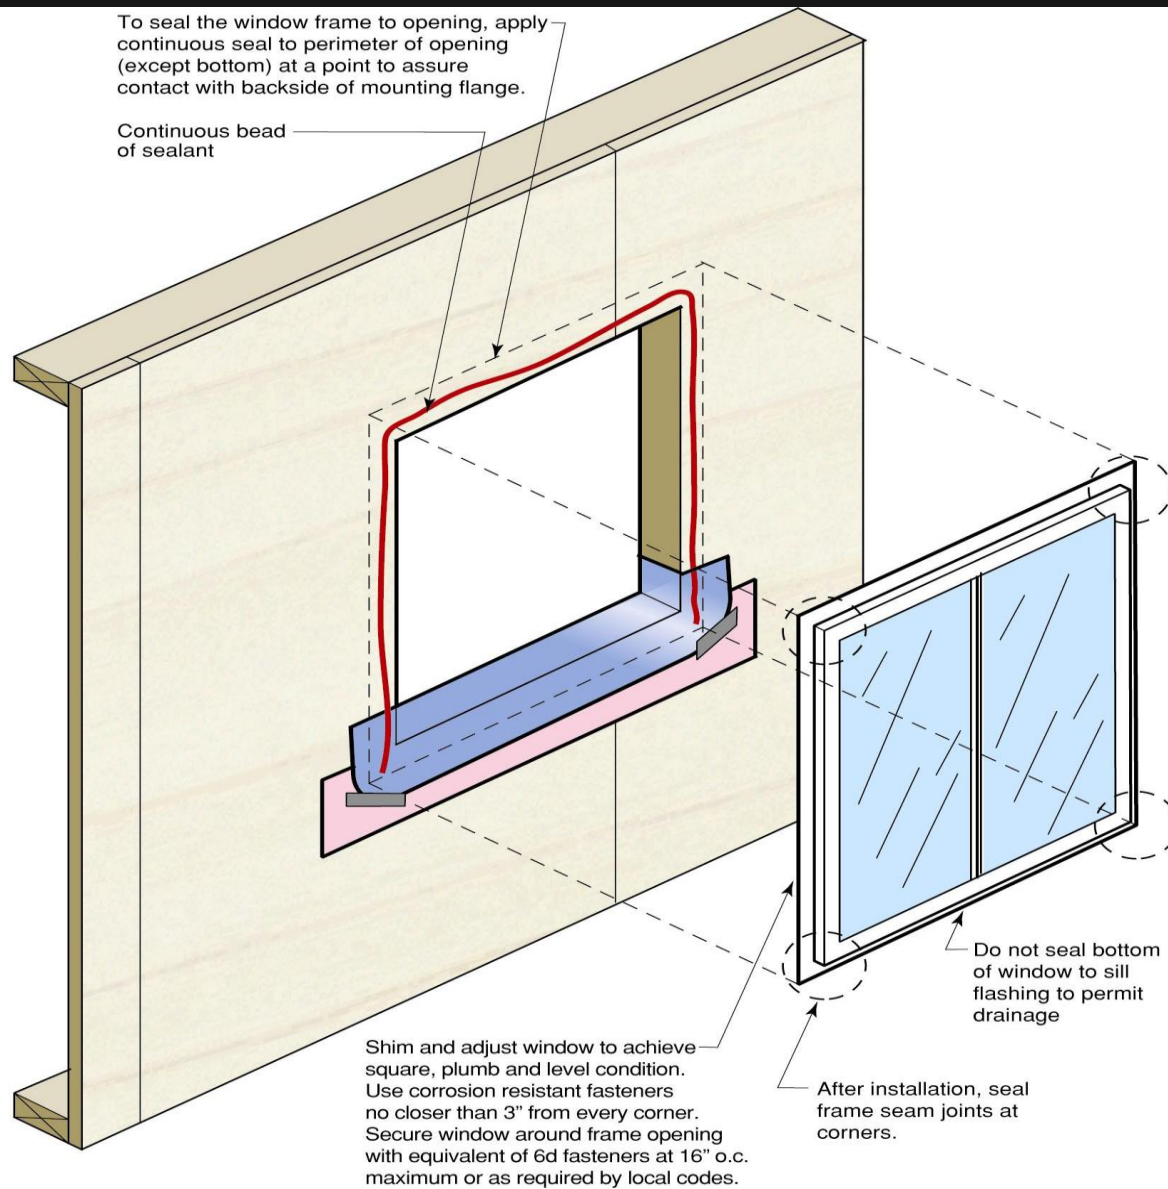 To seal the window frame to opening, apply
continuous seal to perimeter of opening
(except bottom) at a point to assure
contact with backside of mounting flange.
Continuous bead
of sealant
Do not seal bottom
of window to sill
flashing to permit
drainage
Shim and adjust window to achieve
square, plumb and level condition.
Use corrosion resistant fasteners
no closer than 3” from every corner.
Secure window around frame opening
with equivalent of 6d fasteners at 16” o.c.
maximum or as required by local codes.
After installation, seal
frame seam joints at
corners.